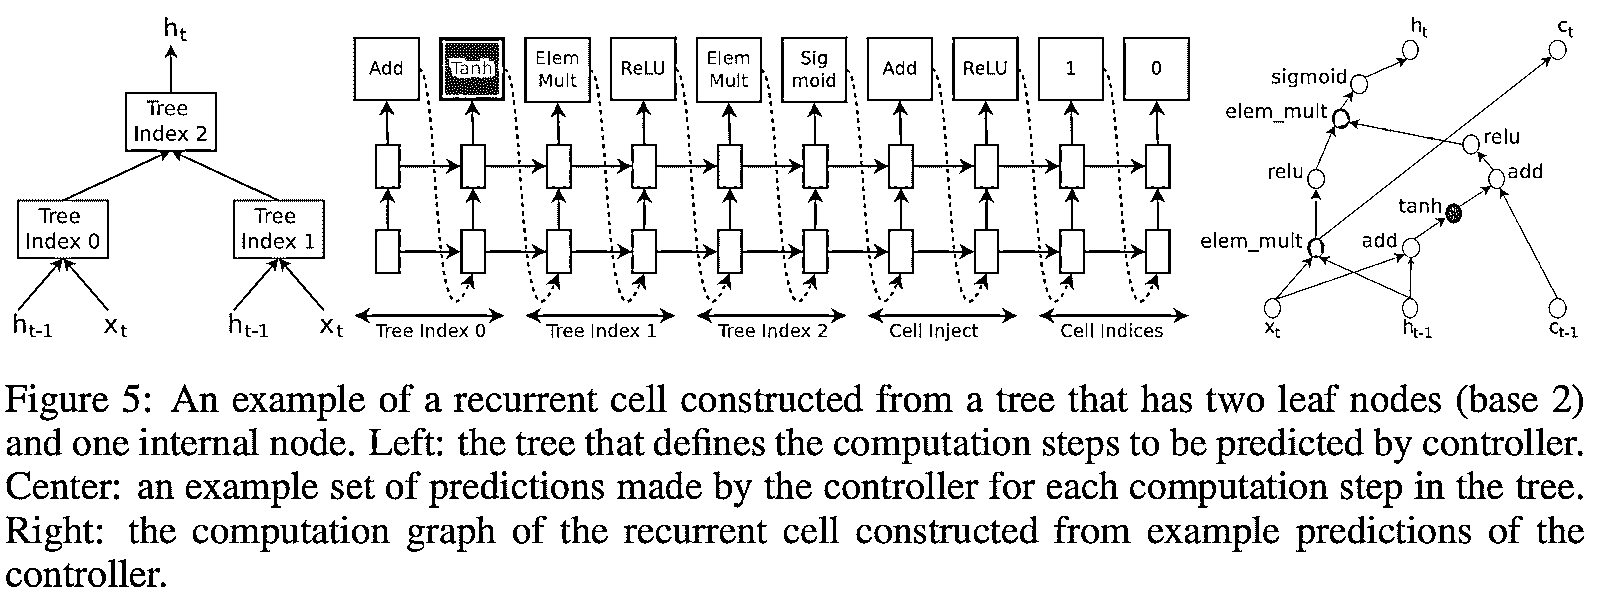 h_t
Tree
Index 2
Tree
Index 0
Tree
Index 1
h_t-1
x_t
h_t-1
x_t
Add
Tanh
Elem
Mult
ReLU
Elem
Mult
Sig
moid
Add
ReLU
1
0
Tree Index 0
Tree Index 1
Tree Index 2
Cell Inject
Cell Indices
h_t
c_t
sigmoid
elem_mult
relu
relu
add
tanh
elem_mult
add
x_t
h_t-1
c_t-1
Figure 5: An example of a recurrent cell constructed from a tree that has two leaf nodes (base 2)
and one internal node. Left: the tree that defines the computation steps to be predicted by controller.
Center: an example set of predictions made by the controller for each computation step in the tree.
Right: the computation graph of the recurrent cell constructed from example predictions of the
controller.